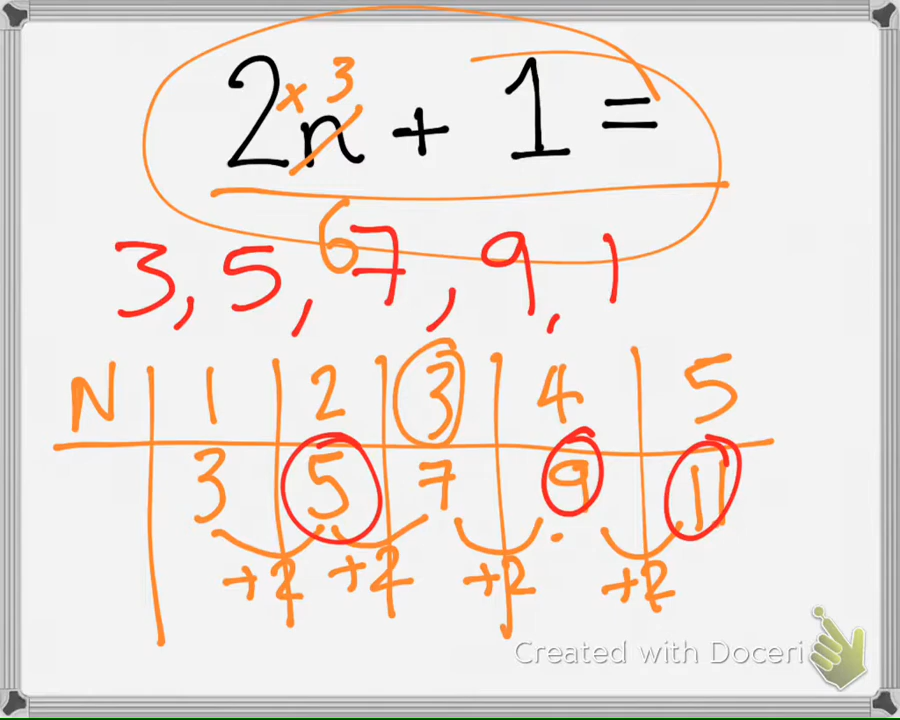 x 3
2n + 1 =
6
3, 5, 7, 9, 1
N 1 2 3 4 5
3 5 7 9 11
+2 +2 +2 +2
Created with Doceri